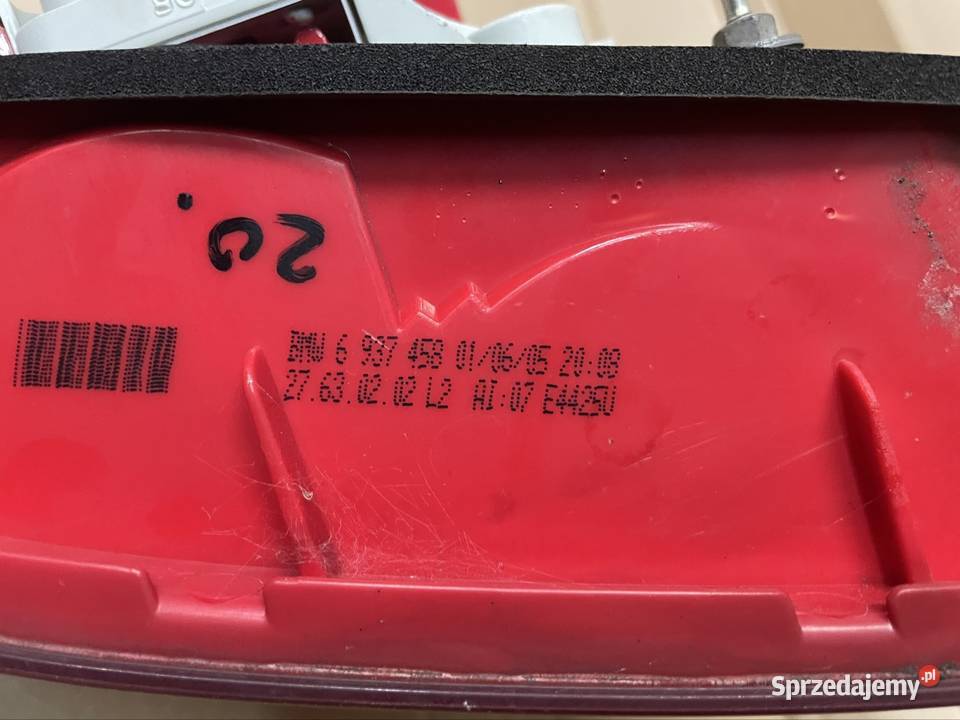 20.
BMW 6 937 458 01/06/05 20:08
27.63.02.02 L2 AI:07 E4425U
Sprzedajemy.pl